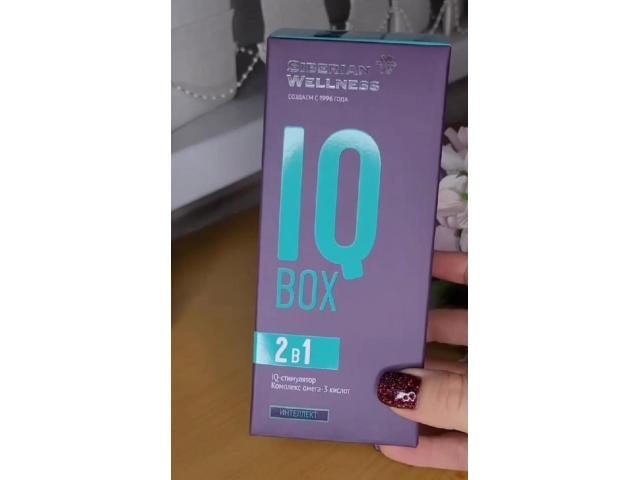 SIBERIAN
WELLNESS
СОЗДАЕМ С 1996 ГОДА
IQ
BOX
2 в 1
IQ-стимулятор
Комплекс омега-3 кислот
ИНТЕЛЛЕКТ